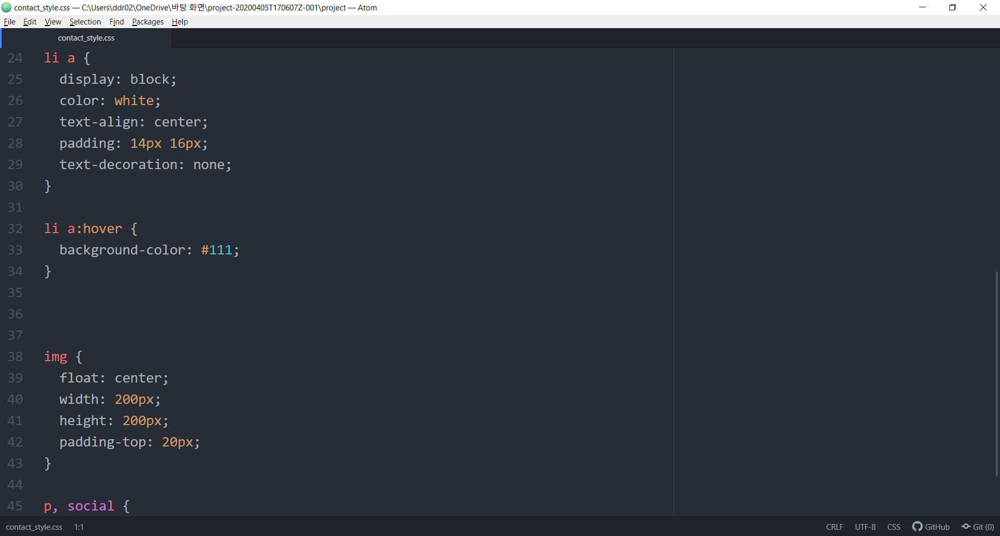 contact_style.css — C:\Users\ddr02\OneDrive\바탕 화면\project-20200405T170607Z-001\project — Atom
File Edit View Selection Find Packages Help
contact_style.css
24 li a {
25   display: block;
26   color: white;
27   text-align: center;
28   padding: 14px 16px;
29   text-decoration: none;
30 }
31
32 li a:hover {
33   background-color: #111;
34 }
35
36
37
38 img {
39   float: center;
40   width: 200px;
41   height: 200px;
42   padding-top: 20px;
43 }
44
45 p, social {
contact_style.css 1:1 CRLF UTF-8 CSS GitHub Git (0)